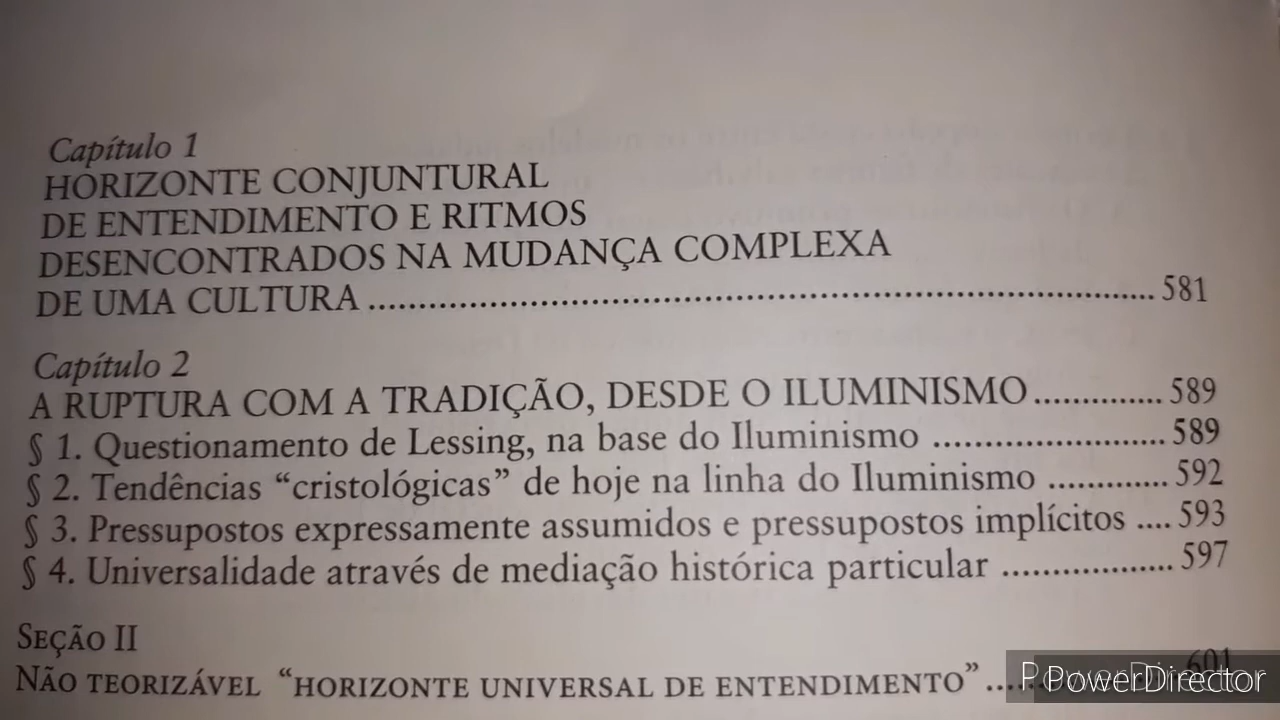 Capítulo 1
HORIZONTE CONJUNTURAL
DE ENTENDIMENTO E RITMOS
DESENCONTRADOS NA MUDANÇA COMPLEXA
DE UMA CULTURA ........................................................................ 581
Capítulo 2
A RUPTURA COM A TRADIÇÃO, DESDE O ILUMINISMO ............. 589
§ 1. Questionamento de Lessing, na base do Iluminismo ....................... 589
§ 2. Tendências “cristológicas” de hoje na linha do Iluminismo ............ 592
§ 3. Pressupostos expressamente assumidos e pressupostos implícitos .... 593
§ 4. Universalidade através de mediação histórica particular .................. 597
SEÇÃO II
NÃO TEORIZÁVEL “HORIZONTE UNIVERSAL DE ENTENDIMENTO” ...... 601
PowerDirector